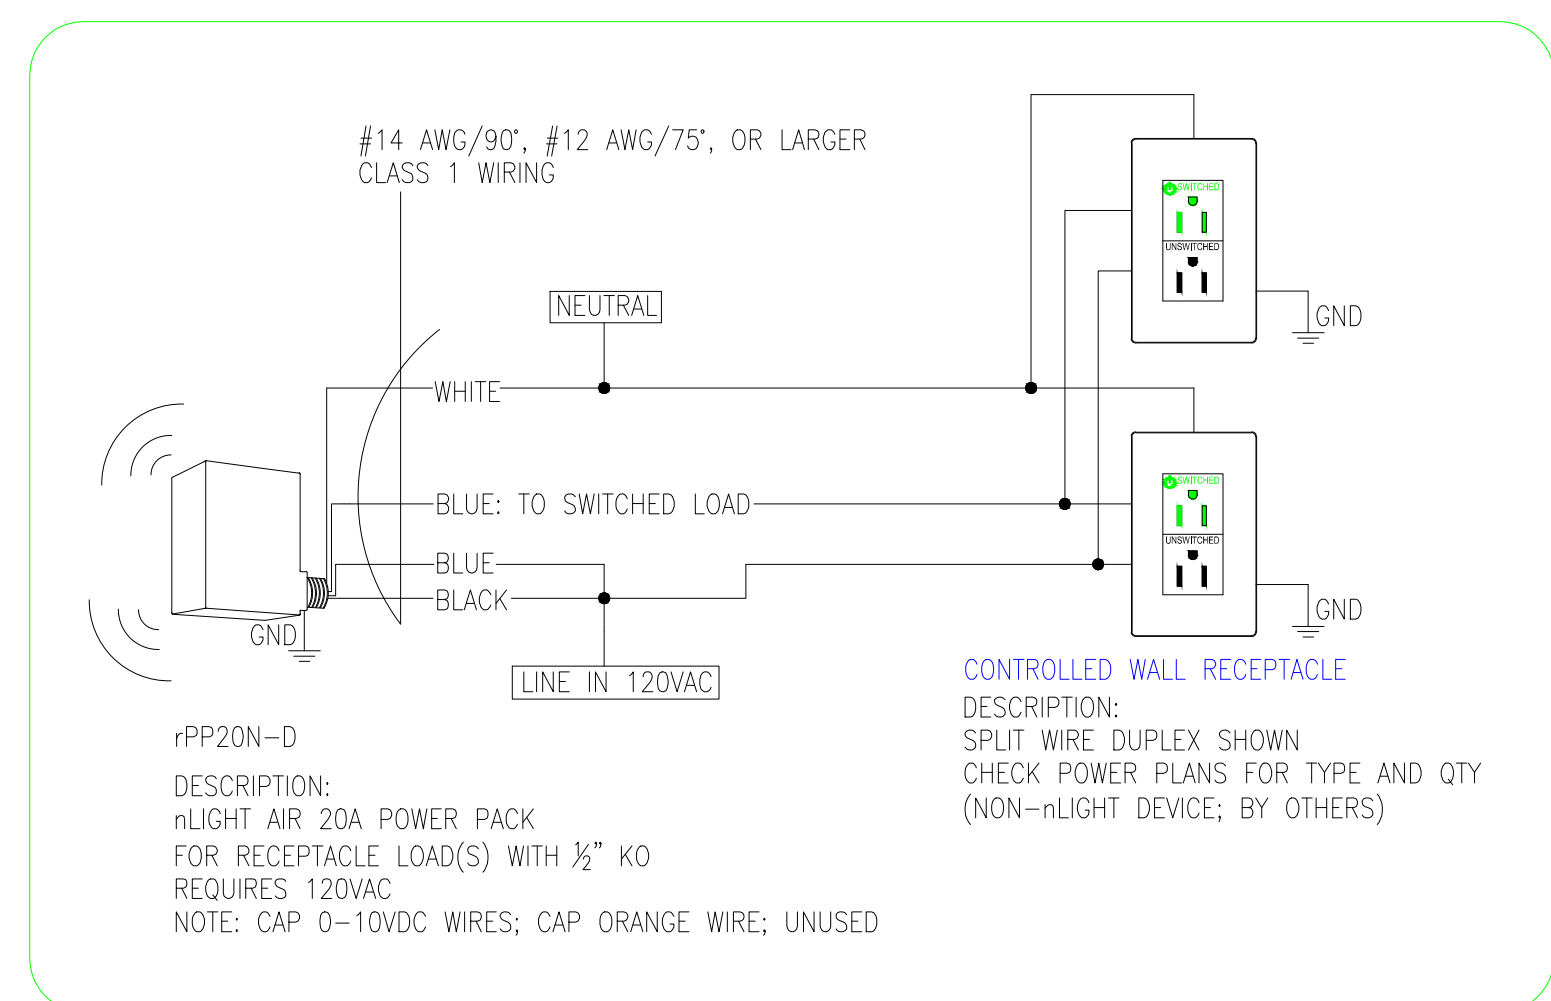 #14 AWG/90°, #12 AWG/75°, OR LARGER
CLASS 1 WIRING
SWITCHED
UNSWITCHED
GND
NEUTRAL
WHITE
SWITCHED
UNSWITCHED
BLUE: TO SWITCHED LOAD
BLUE
BLACK
GND
GND
LINE IN 120VAC
CONTROLLED WALL RECEPTACLE
DESCRIPTION:
SPLIT WIRE DUPLEX SHOWN
CHECK POWER PLANS FOR TYPE AND QTY
(NON-nLIGHT DEVICE; BY OTHERS)
rPP20N-D
DESCRIPTION:
nLIGHT AIR 20A POWER PACK
FOR RECEPTACLE LOAD(S) WITH ½” KO
REQUIRES 120VAC
NOTE: CAP 0-10VDC WIRES; CAP ORANGE WIRE; UNUSED